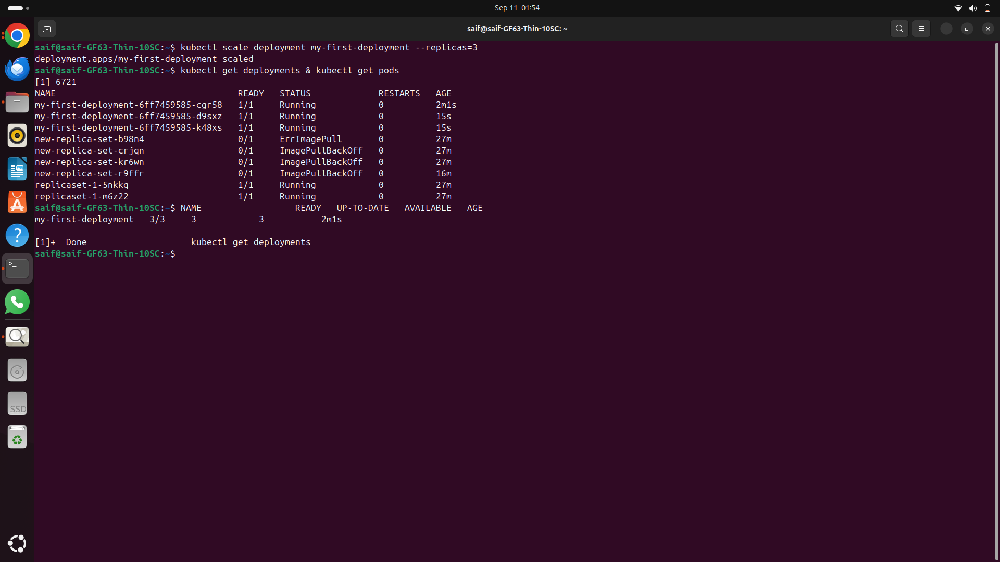 Sep 11 01:54
saif@saif-GF63-Thin-10SC: ~
saif@saif-GF63-Thin-10SC:~$ kubectl scale deployment my-first-deployment --replicas=3
deployment.apps/my-first-deployment scaled
saif@saif-GF63-Thin-10SC:~$ kubectl get deployments & kubectl get pods
[1] 6721
NAME                                   READY   STATUS             RESTARTS   AGE
my-first-deployment-6ff7459585-cgr58   1/1     Running            0          2m1s
my-first-deployment-6ff7459585-d9sxz   1/1     Running            0          15s
my-first-deployment-6ff7459585-k48xs   1/1     Running            0          15s
new-replica-set-b98n4                  0/1     ErrImagePull       0          27m
new-replica-set-crjqn                  0/1     ImagePullBackOff   0          27m
new-replica-set-kr6wn                  0/1     ImagePullBackOff   0          27m
new-replica-set-r9ffr                  0/1     ImagePullBackOff   0          16m
replicaset-1-5nkkq                     1/1     Running            0          27m
replicaset-1-m6z22                     1/1     Running            0          27m
saif@saif-GF63-Thin-10SC:~$ NAME                  READY   UP-TO-DATE   AVAILABLE   AGE
my-first-deployment   3/3     3            3           2m1s
[1]+  Done                    kubectl get deployments
saif@saif-GF63-Thin-10SC:~$
>_
SSD